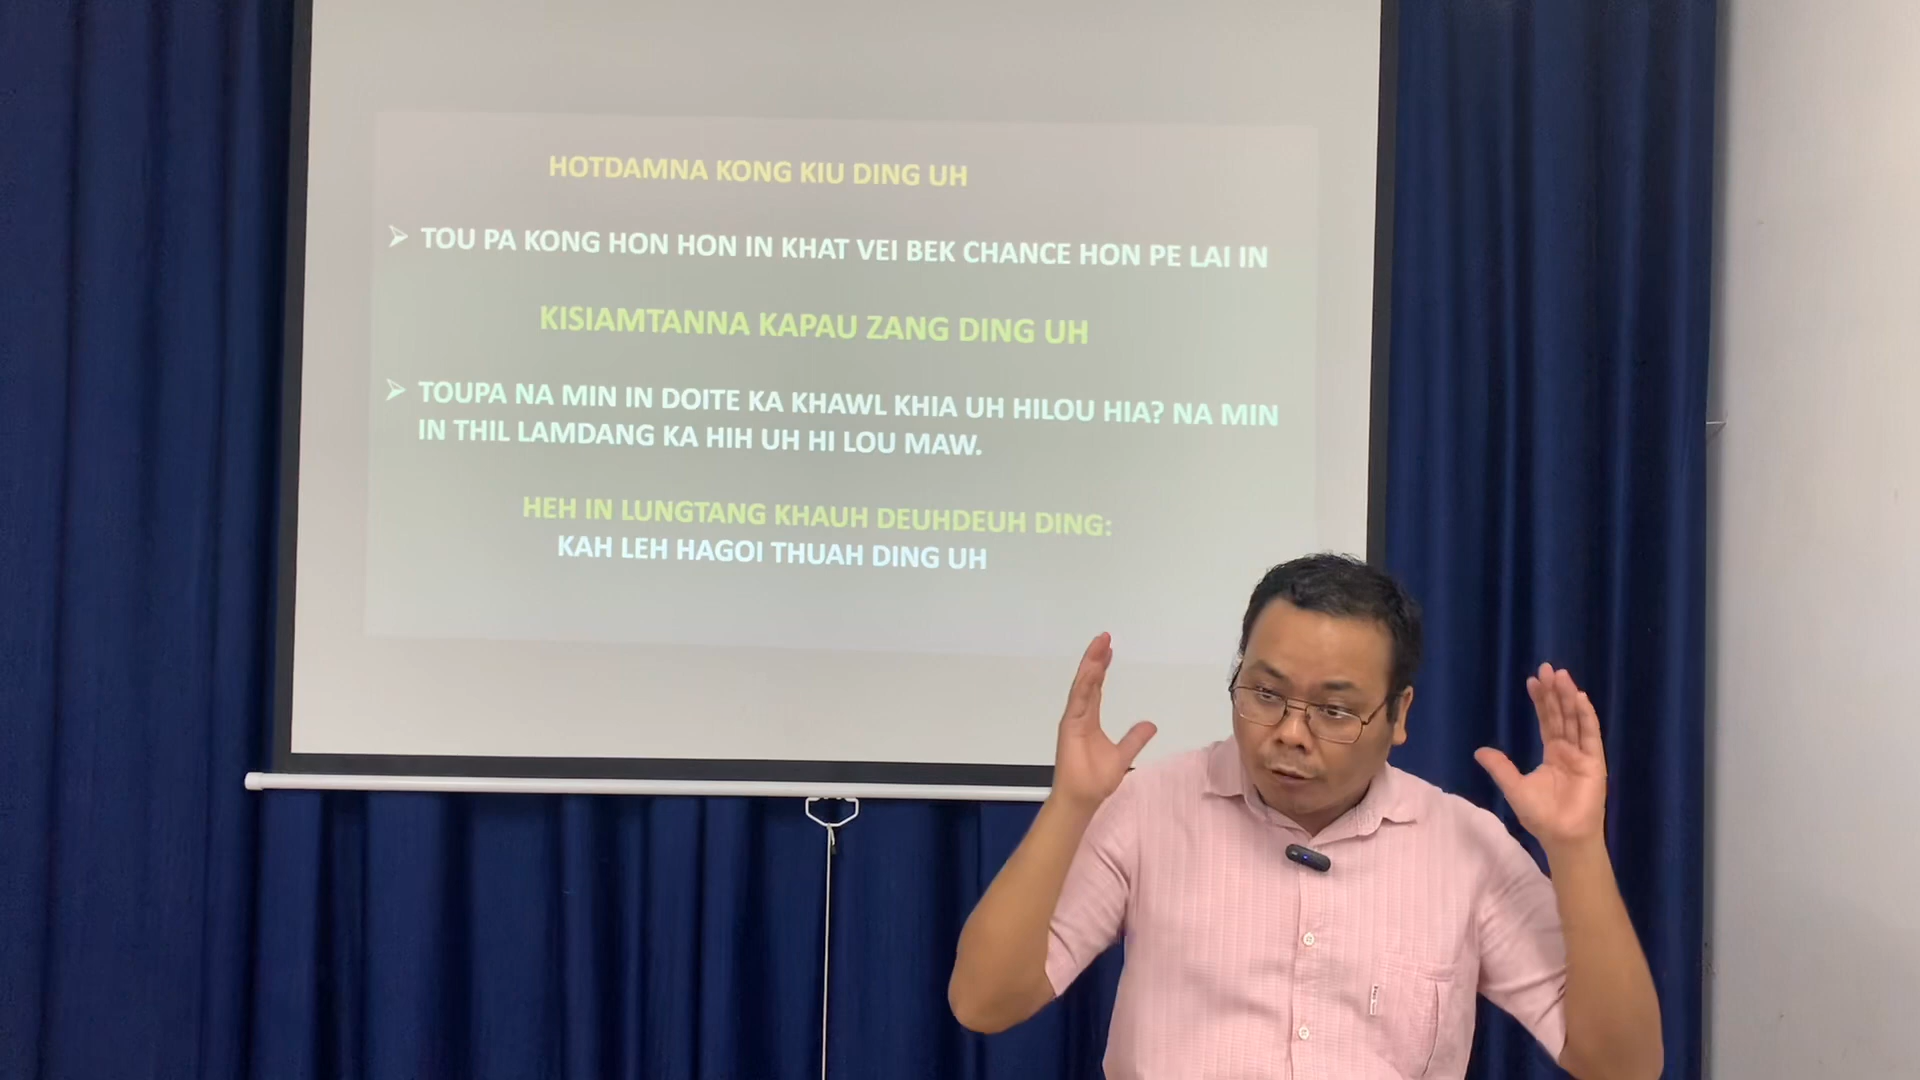 HOTDAMNA KONG KIU DING UH
TOU PA KONG HON HON IN KHAT VEI BEK CHANCE HON PE LAI IN
KISIAMTANNA KAPAU ZANG DING UH
TOUPA NA MIN IN DOITE KA KHAWL KHIA UH HILOU HIA? NA MIN
IN THIL LAMDANG KA HIH UH HI LOU MAW.
HEH IN LUNGTANG KHAUH DEUHDEUH DING:
KAH LEH HAGOI THUAH DING UH